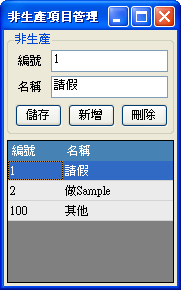 非生產項目管理
非生產
編號 1
名稱 請假
儲存 新增 刪除
編號 名稱
1 請假
2 做Sample
100 其他